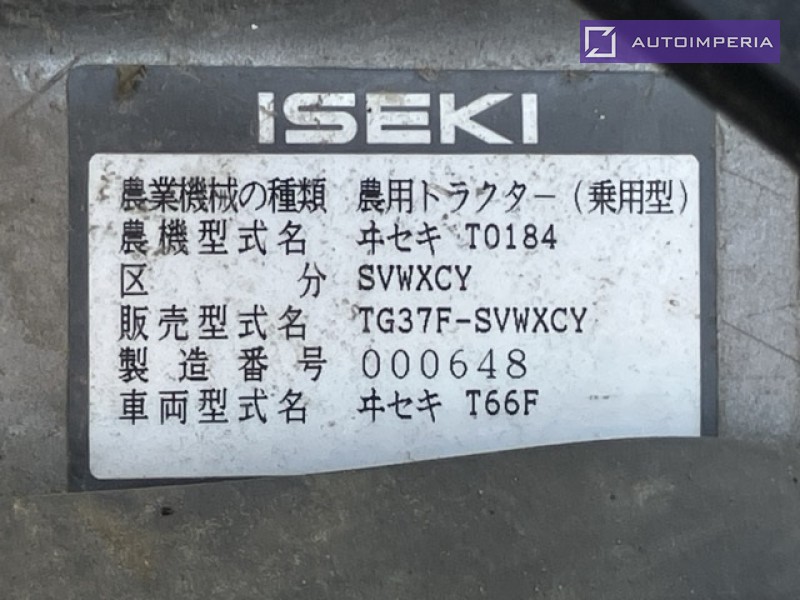 AUTOIMPERIA
ISEKI
農業機械の種類 農用トラクター(乗用型)
農機型式名 ヰセキ T0184
区分 SVWXCY
販売型式名 TG37F-SVWXCY
製造番号 000648
車両型式名 ヰセキ T66F